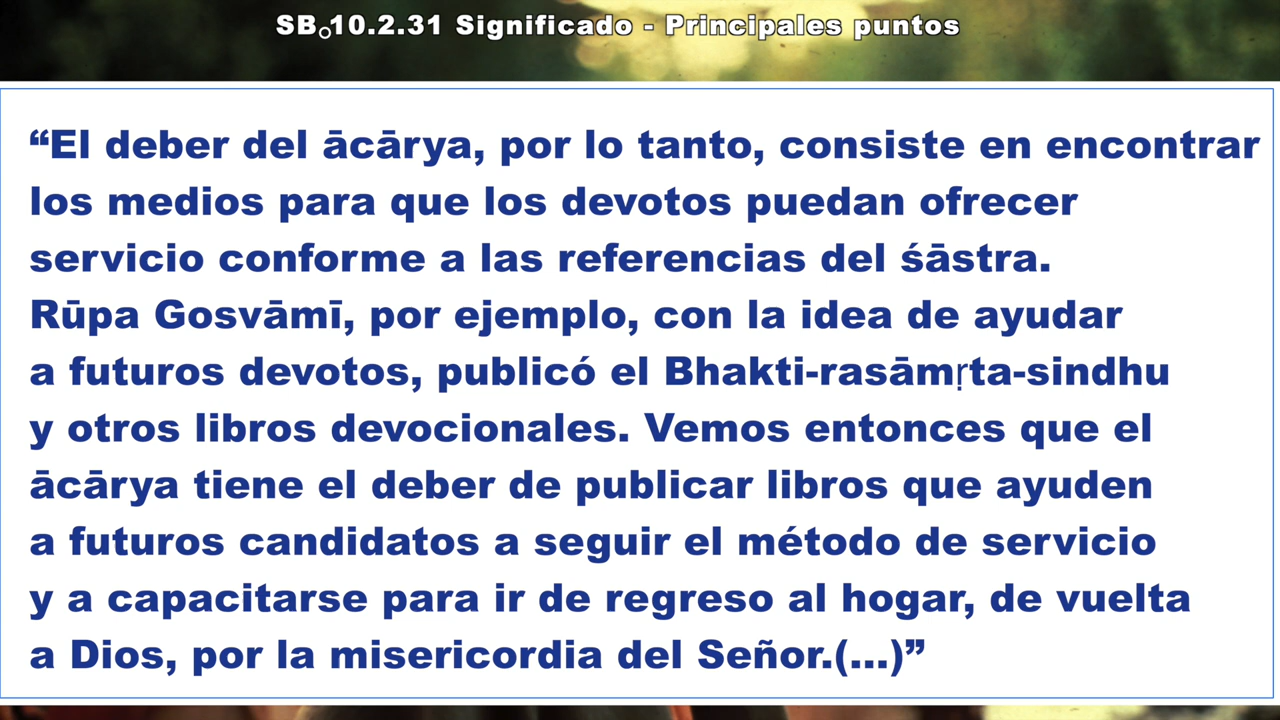 SB 10.2.31 Significado - Principales puntos
“El deber del ācārya, por lo tanto, consiste en encontrar
los medios para que los devotos puedan ofrecer
servicio conforme a las referencias del śāstra.
Rūpa Gosvāmī, por ejemplo, con la idea de ayudar
a futuros devotos, publicó el Bhakti-rasāmṛta-sindhu
y otros libros devocionales. Vemos entonces que el
ācārya tiene el deber de publicar libros que ayuden
a futuros candidatos a seguir el método de servicio
y a capacitarse para ir de regreso al hogar, de vuelta
a Dios, por la misericordia del Señor.(...)”